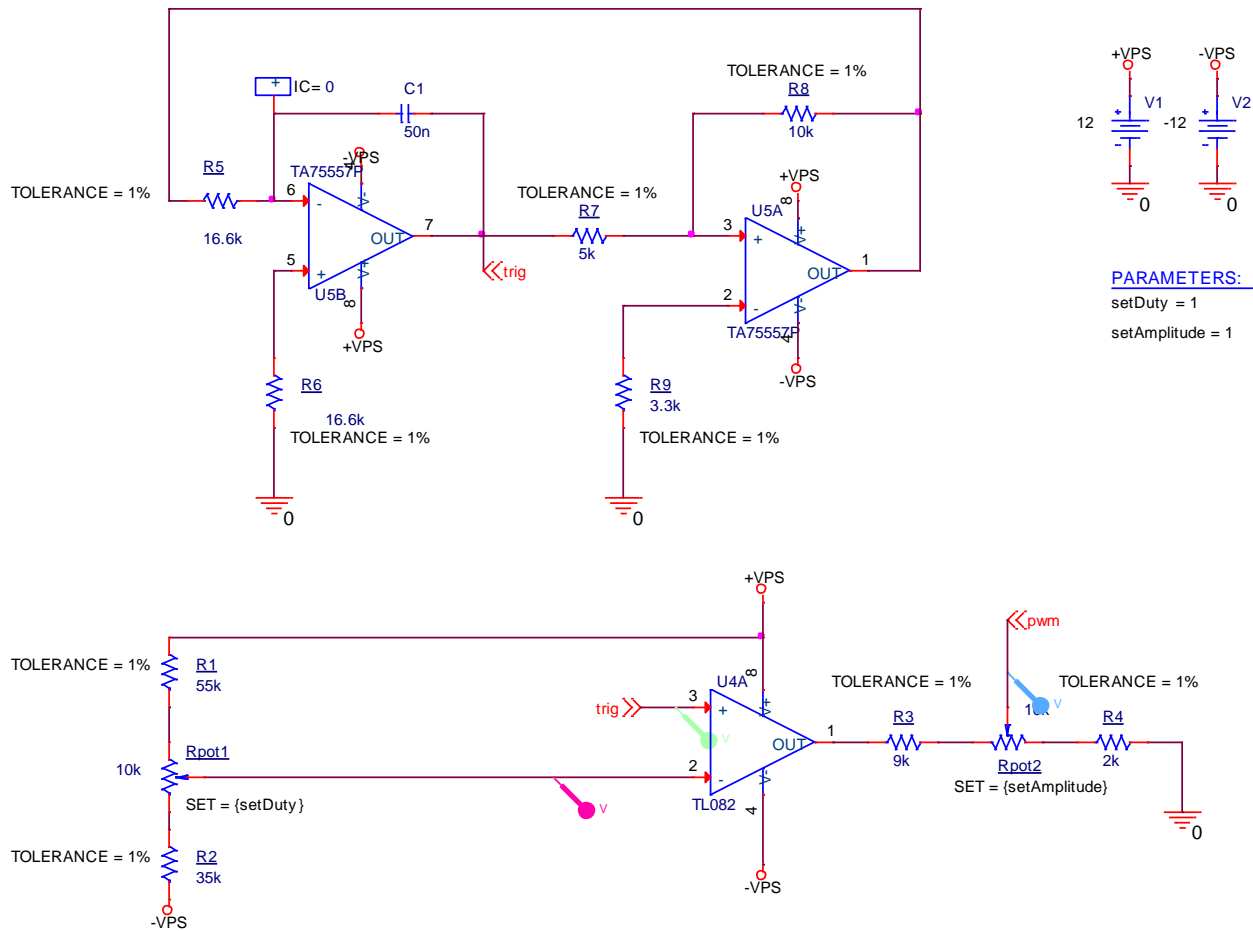 IC= 0
C1
50n
R5
TOLERANCE = 1%
16.6k
TA75557P
-VPS
4
V-
6
-
5
+
OUT
7
U5B
V+
8
+VPS
trig
R6
16.6k
TOLERANCE = 1%
0
TOLERANCE = 1%
R7
5k
TOLERANCE = 1%
R8
10k
+VPS
8
U5A
V+
3
+
2
-
OUT
1
V-
TA75557P
4
-VPS
R9
3.3k
TOLERANCE = 1%
0
+VPS
-VPS
V1
V2
12
-12
+
-
+
-
0
0
PARAMETERS:
setDuty = 1
setAmplitude = 1
+VPS
TOLERANCE = 1%
R1
55k
Rpot1
10k
SET = {setDuty}
TOLERANCE = 1%
R2
35k
-VPS
V
trig
U4A
8
V+
3
+
V
2
-
OUT
1
V-
TL082
4
-VPS
TOLERANCE = 1%
R3
9k
pwm
10k
V
Rpot2
SET = {setAmplitude}
TOLERANCE = 1%
R4
2k
0